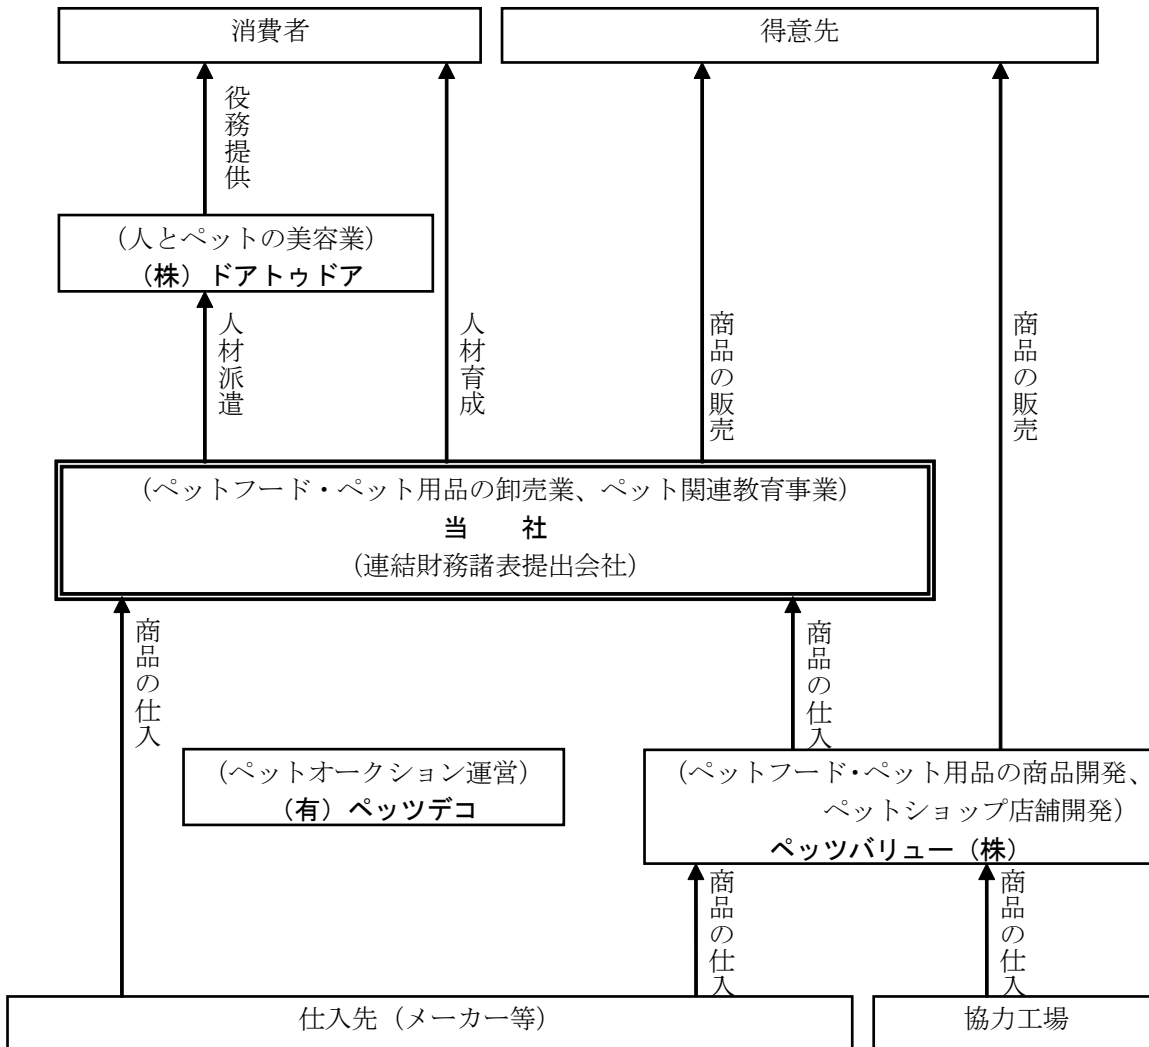 消費者
得意先
役務提供
(人とペットの美容業)
(株)ドアトゥドア
人材派遣
人材育成
商品の販売
商品の販売
(ペットフード・ペット用品の卸売業、ペット関連教育事業)
当　　社
(連結財務諸表提出会社)
商品の仕入
商品の仕入
(ペットオークション運営)
(有)ペッツデコ
(ペットフード・ペット用品の商品開発、
ペットショップ店舗開発)
ペッツバリュー(株)
商品の仕入
商品の仕入
仕入先(メーカー等)
協力工場